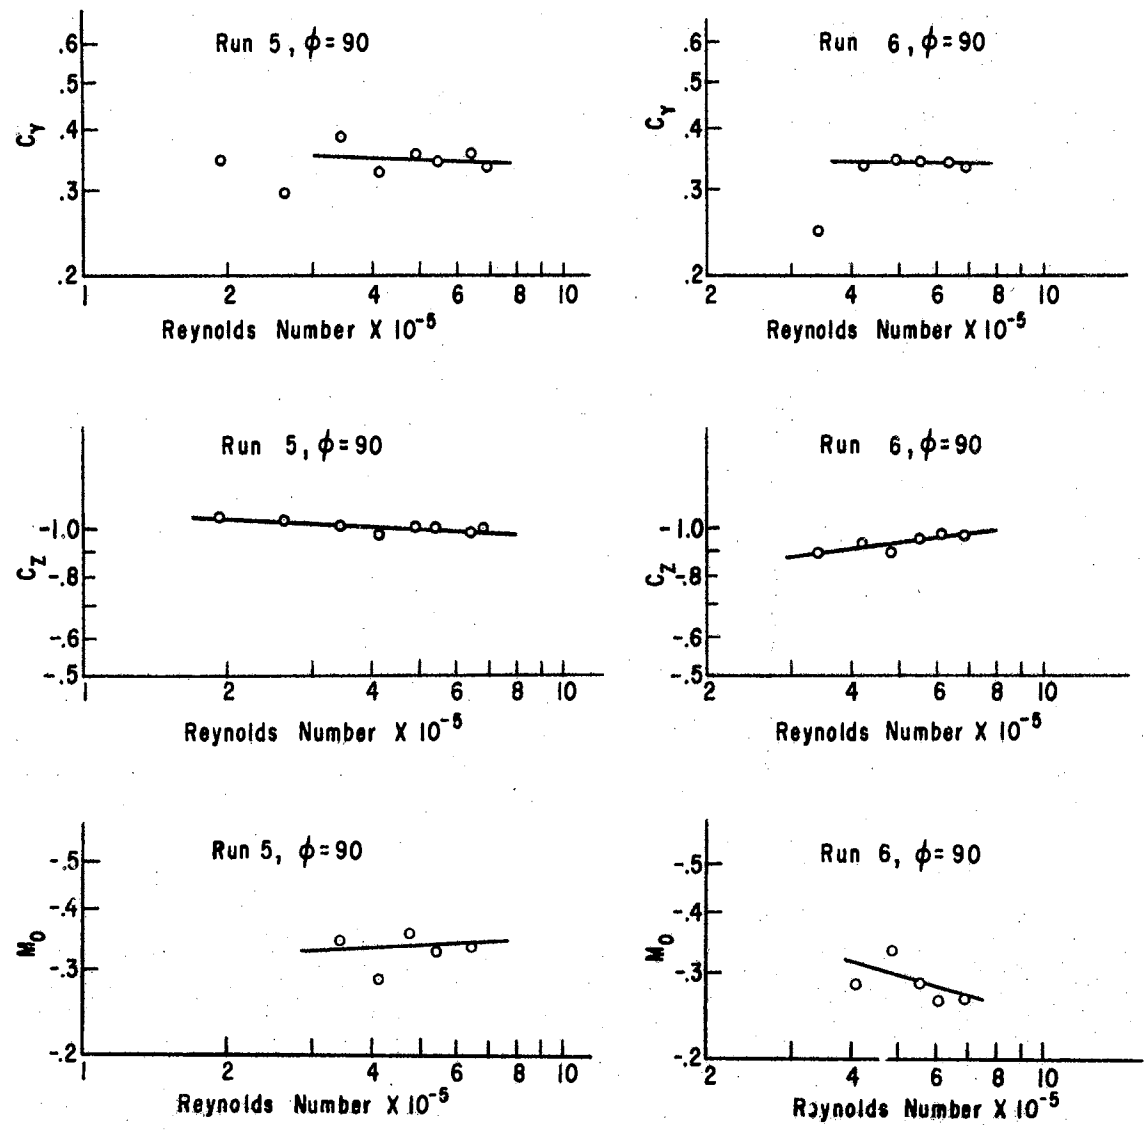 Run 5, ϕ=90
.6
.5
.4
.3
.2
Cγ
1 2 4 6 8 10
Reynolds Number X 10⁻⁵
Run 6, ϕ=90
.6
.5
.4
.3
.2
Cγ
2 4 6 8 10
Reynolds Number X 10⁻⁵
Run 5, ϕ=90
-1.0
-.8
-.6
-.5
C_Z
1 2 4 6 8 10
Reynolds Number X 10⁻⁵
Run 6, ϕ=90
-1.0
-.8
-.6
-.5
C_Z
2 4 6 8 10
Reynolds Number X 10⁻⁵
Run 5, ϕ=90
-.5
-.4
-.3
-.2
M₀
1 2 4 6 8 10
Reynolds Number X 10⁻⁵
Run 6, ϕ=90
-.5
-.4
-.3
-.2
M₀
2 4 6 8 10
Reynolds Number X 10⁻⁵